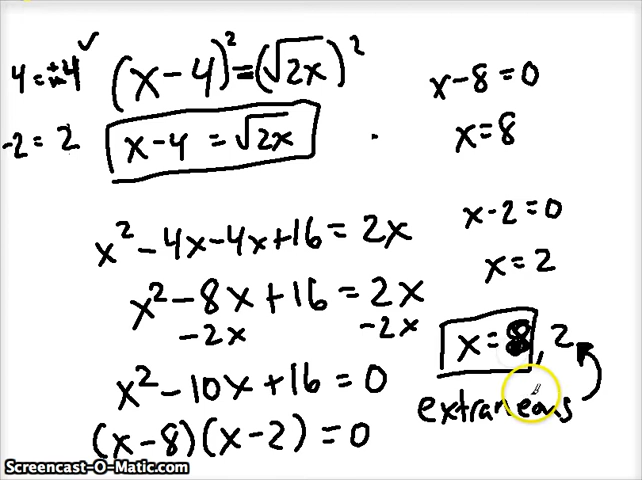 4 = 4 ✓
(x - 4)² = (√2x)²
-2 = 2
x - 4 = √2x
x² - 4x - 4x + 16 = 2x
x² - 8x + 16 = 2x
-2x -2x
x² - 10x + 16 = 0
(x - 8)(x - 2) = 0
x - 8 = 0
x = 8
x - 2 = 0
x = 2
x = 8, 2
extraneous
Screencast-O-Matic.com